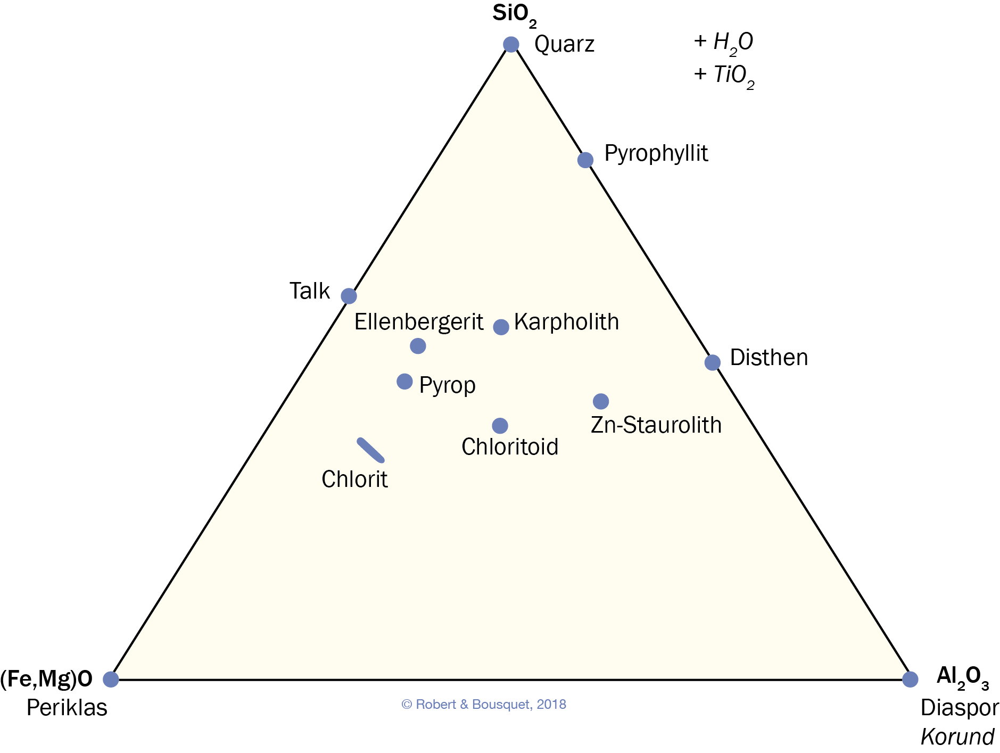 SiO₂
Quarz
+ H₂O
+ TiO₂
Pyrophyllit
Talk
Ellenbergerit
Karpholith
Disthen
Pyrop
Zn-Staurolith
Chloritoid
Chlorit
(Fe,Mg)O
Periklas
Al₂O₃
Diaspor
Korund
© Robert & Bousquet, 2018